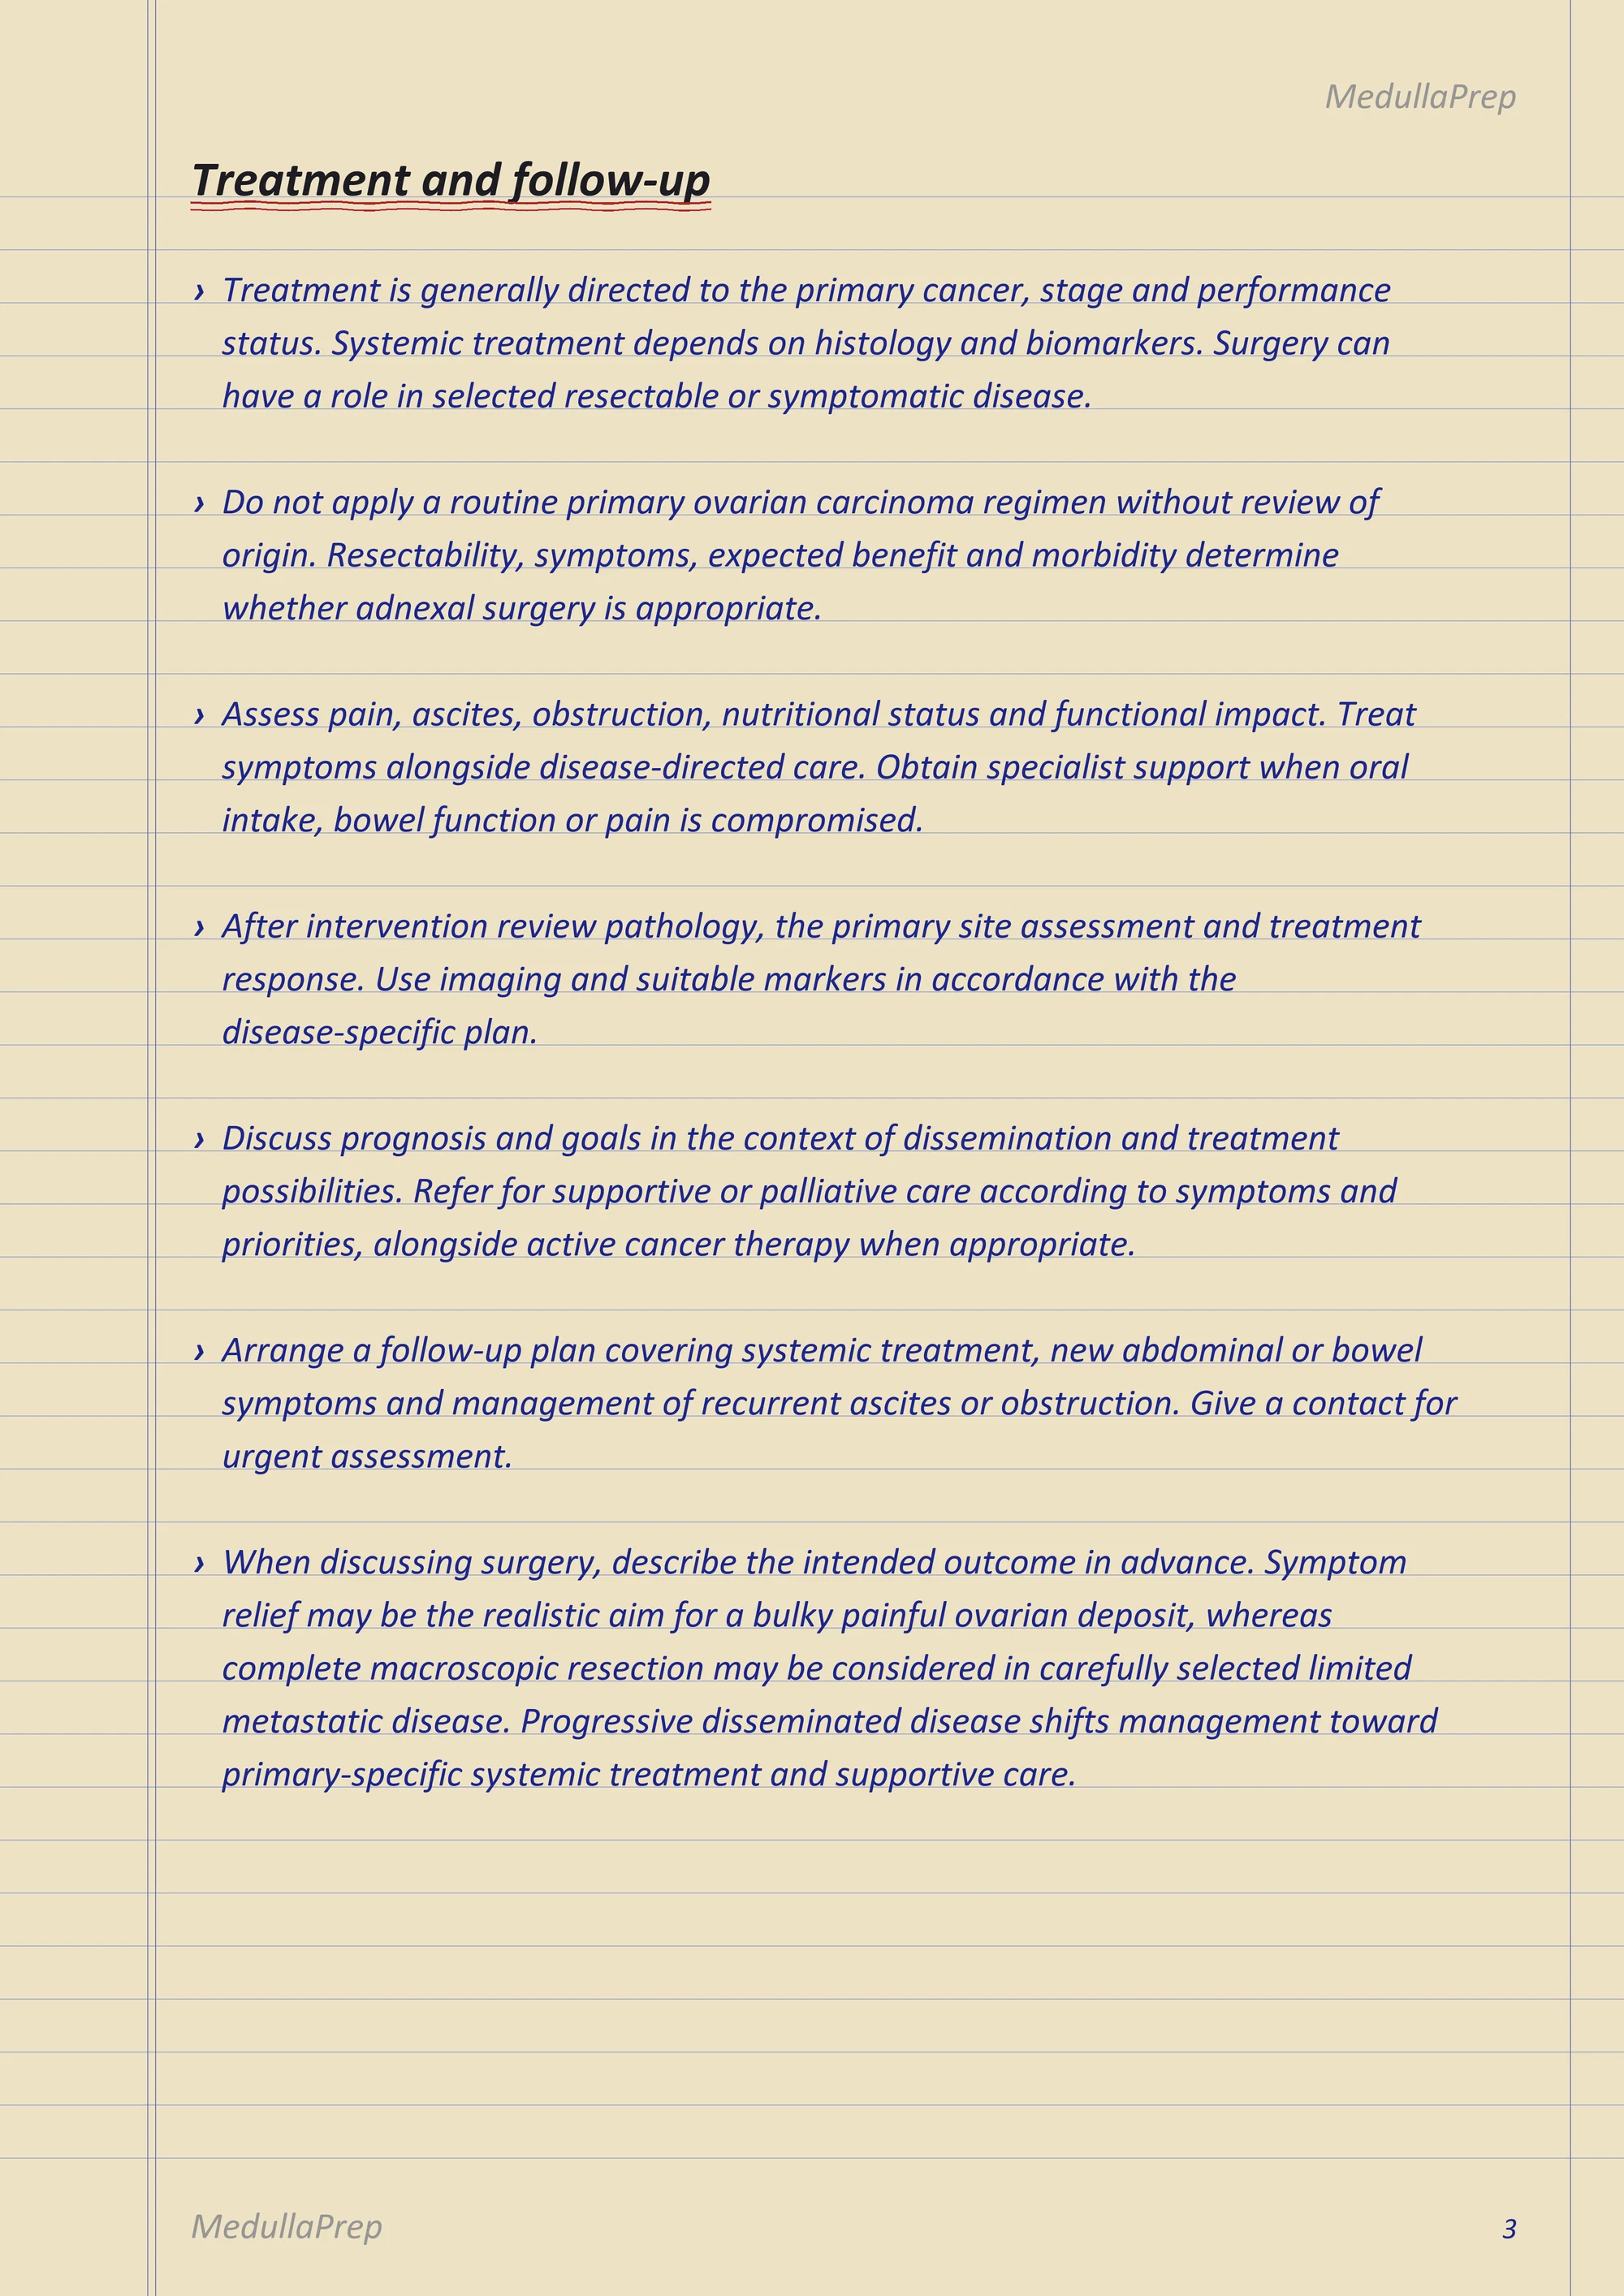 MedullaPrep
Treatment and follow-up
› Treatment is generally directed to the primary cancer, stage and performance
status. Systemic treatment depends on histology and biomarkers. Surgery can
have a role in selected resectable or symptomatic disease.
› Do not apply a routine primary ovarian carcinoma regimen without review of
origin. Resectability, symptoms, expected benefit and morbidity determine
whether adnexal surgery is appropriate.
› Assess pain, ascites, obstruction, nutritional status and functional impact. Treat
symptoms alongside disease-directed care. Obtain specialist support when oral
intake, bowel function or pain is compromised.
› After intervention review pathology, the primary site assessment and treatment
response. Use imaging and suitable markers in accordance with the
disease-specific plan.
› Discuss prognosis and goals in the context of dissemination and treatment
possibilities. Refer for supportive or palliative care according to symptoms and
priorities, alongside active cancer therapy when appropriate.
› Arrange a follow-up plan covering systemic treatment, new abdominal or bowel
symptoms and management of recurrent ascites or obstruction. Give a contact for
urgent assessment.
› When discussing surgery, describe the intended outcome in advance. Symptom
relief may be the realistic aim for a bulky painful ovarian deposit, whereas
complete macroscopic resection may be considered in carefully selected limited
metastatic disease. Progressive disseminated disease shifts management toward
primary-specific systemic treatment and supportive care.
MedullaPrep
3